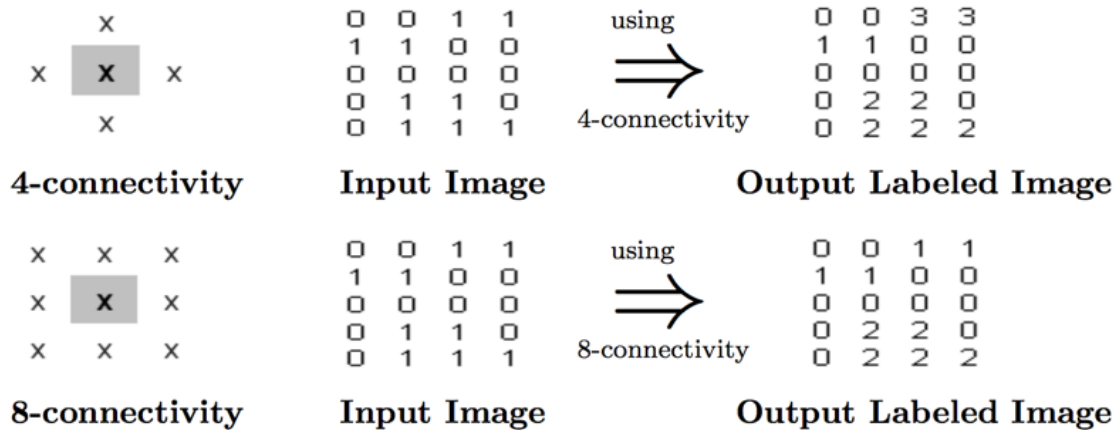 x
x x x
x
4-connectivity
0 0 1 1
1 1 0 0
0 0 0 0
0 1 1 0
0 1 1 1
Input Image
using
4-connectivity
0 0 3 3
1 1 0 0
0 0 0 0
0 2 2 0
0 2 2 2
Output Labeled Image
x x x
x x x
x x x
8-connectivity
0 0 1 1
1 1 0 0
0 0 0 0
0 1 1 0
0 1 1 1
Input Image
using
8-connectivity
0 0 1 1
1 1 0 0
0 0 0 0
0 2 2 0
0 2 2 2
Output Labeled Image